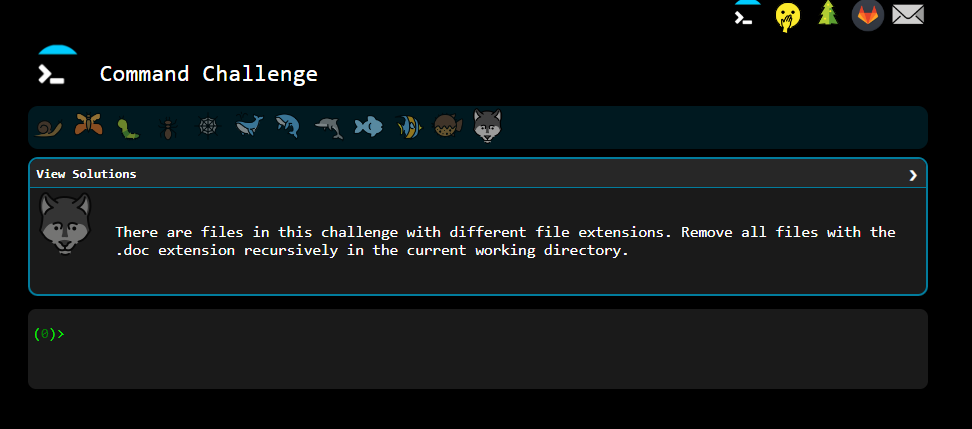 Command Challenge
View Solutions
There are files in this challenge with different file extensions. Remove all files with the
.doc extension recursively in the current working directory.
(0)>